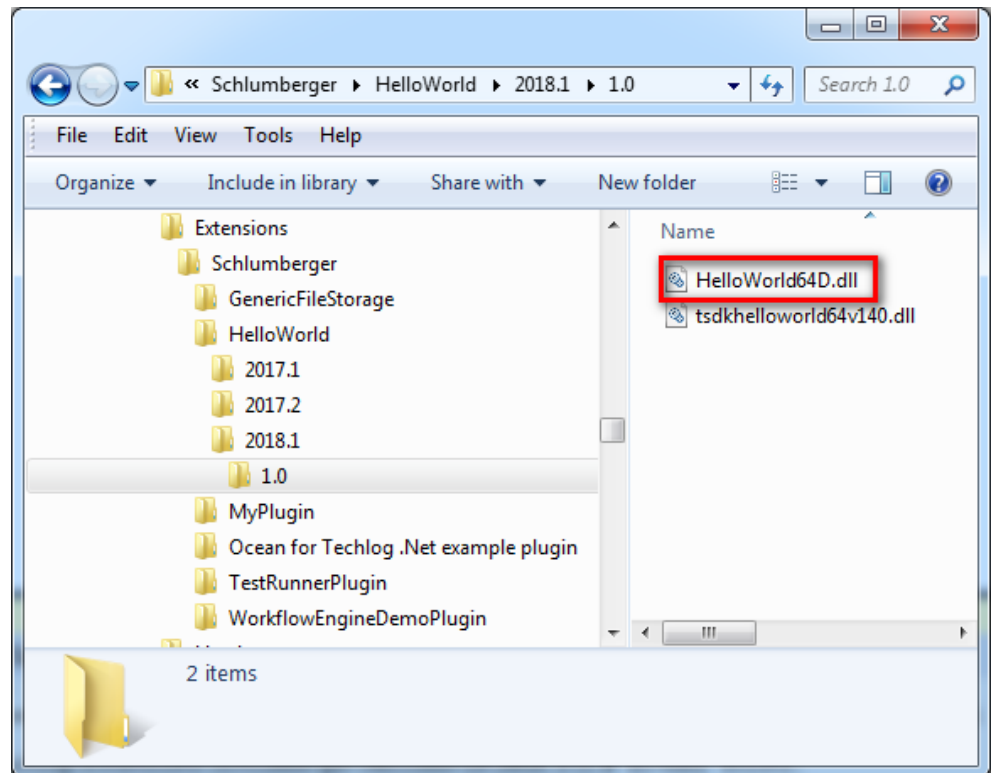 « Schlumberger ▸ HelloWorld ▸ 2018.1 ▸ 1.0
Search 1.0
File Edit View Tools Help
Organize Include in library Share with New folder
Extensions
Schlumberger
GenericFileStorage
HelloWorld
2017.1
2017.2
2018.1
1.0
MyPlugin
Ocean for Techlog .Net example plugin
TestRunnerPlugin
WorkflowEngineDemoPlugin
Name
HelloWorld64D.dll
tsdkhelloworld64v140.dll
2 items